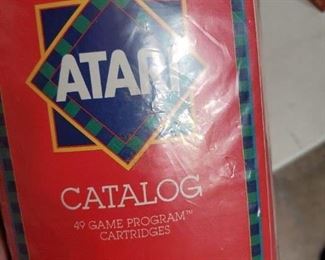 ATARI
CATALOG
49 GAME PROGRAM™
CARTRIDGES